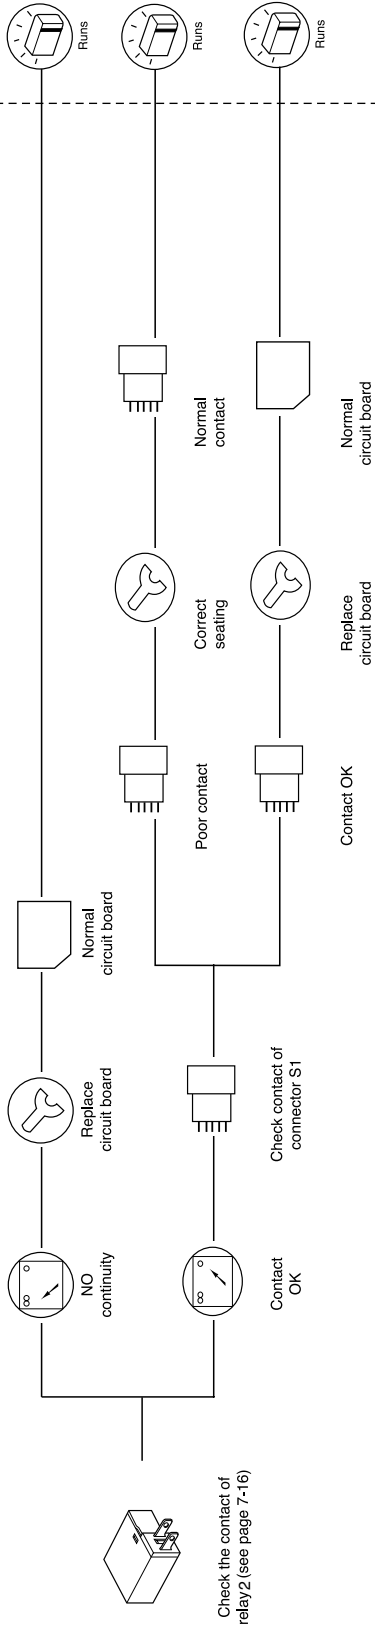 Check the contact of
relay2 (see page 7-16)
NO
continuity
Replace
circuit board
Normal
circuit board
Runs
Contact
OK
Check contact of
connector S1
Poor contact
Correct
seating
Normal
contact
Runs
Contact OK
Replace
circuit board
Normal
circuit board
Runs